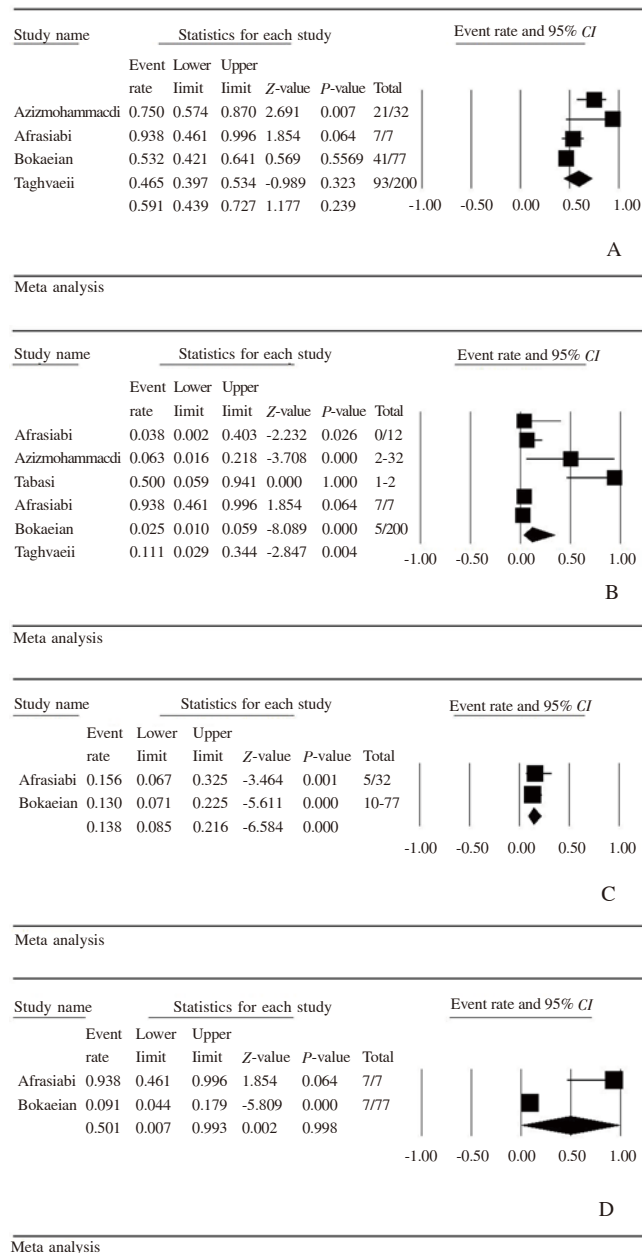 Study name Statistics for each study Event rate and 95% CI
Event Lower Upper
rate Iimit Iimit Z-value P-value Total
Azizmohammacdi 0.750 0.574 0.870 2.691 0.007 21/32
Afrasiabi 0.938 0.461 0.996 1.854 0.064 7/7
Bokaeian 0.532 0.421 0.641 0.569 0.5569 41/77
Taghvaeii 0.465 0.397 0.534 -0.989 0.323 93/200
0.591 0.439 0.727 1.177 0.239
-1.00 -0.50 0.00 0.50 1.00
A
Meta analysis
Study name Statistics for each study Event rate and 95% CI
Event Lower Upper
rate Iimit Iimit Z-value P-value Total
Afrasiabi 0.038 0.002 0.403 -2.232 0.026 0/12
Azizmohammacdi 0.063 0.016 0.218 -3.708 0.000 2-32
Tabasi 0.500 0.059 0.941 0.000 1.000 1-2
Afrasiabi 0.938 0.461 0.996 1.854 0.064 7/7
Bokaeian 0.025 0.010 0.059 -8.089 0.000 5/200
Taghvaeii 0.111 0.029 0.344 -2.847 0.004
-1.00 -0.50 0.00 0.50 1.00
B
Meta analysis
Study name Statistics for each study Event rate and 95% CI
Event Lower Upper
rate Iimit Iimit Z-value P-value Total
Afrasiabi 0.156 0.067 0.325 -3.464 0.001 5/32
Bokaeian 0.130 0.071 0.225 -5.611 0.000 10-77
0.138 0.085 0.216 -6.584 0.000
-1.00 -0.50 0.00 0.50 1.00
C
Meta analysis
Study name Statistics for each study Event rate and 95% CI
Event Lower Upper
rate limit limit Z-value P-value Total
Afrasiabi 0.938 0.461 0.996 1.854 0.064 7/7
Bokaeian 0.091 0.044 0.179 -5.809 0.000 7/77
0.501 0.007 0.993 0.002 0.998
-1.00 -0.50 0.00 0.50 1.00
D
Meta analysis